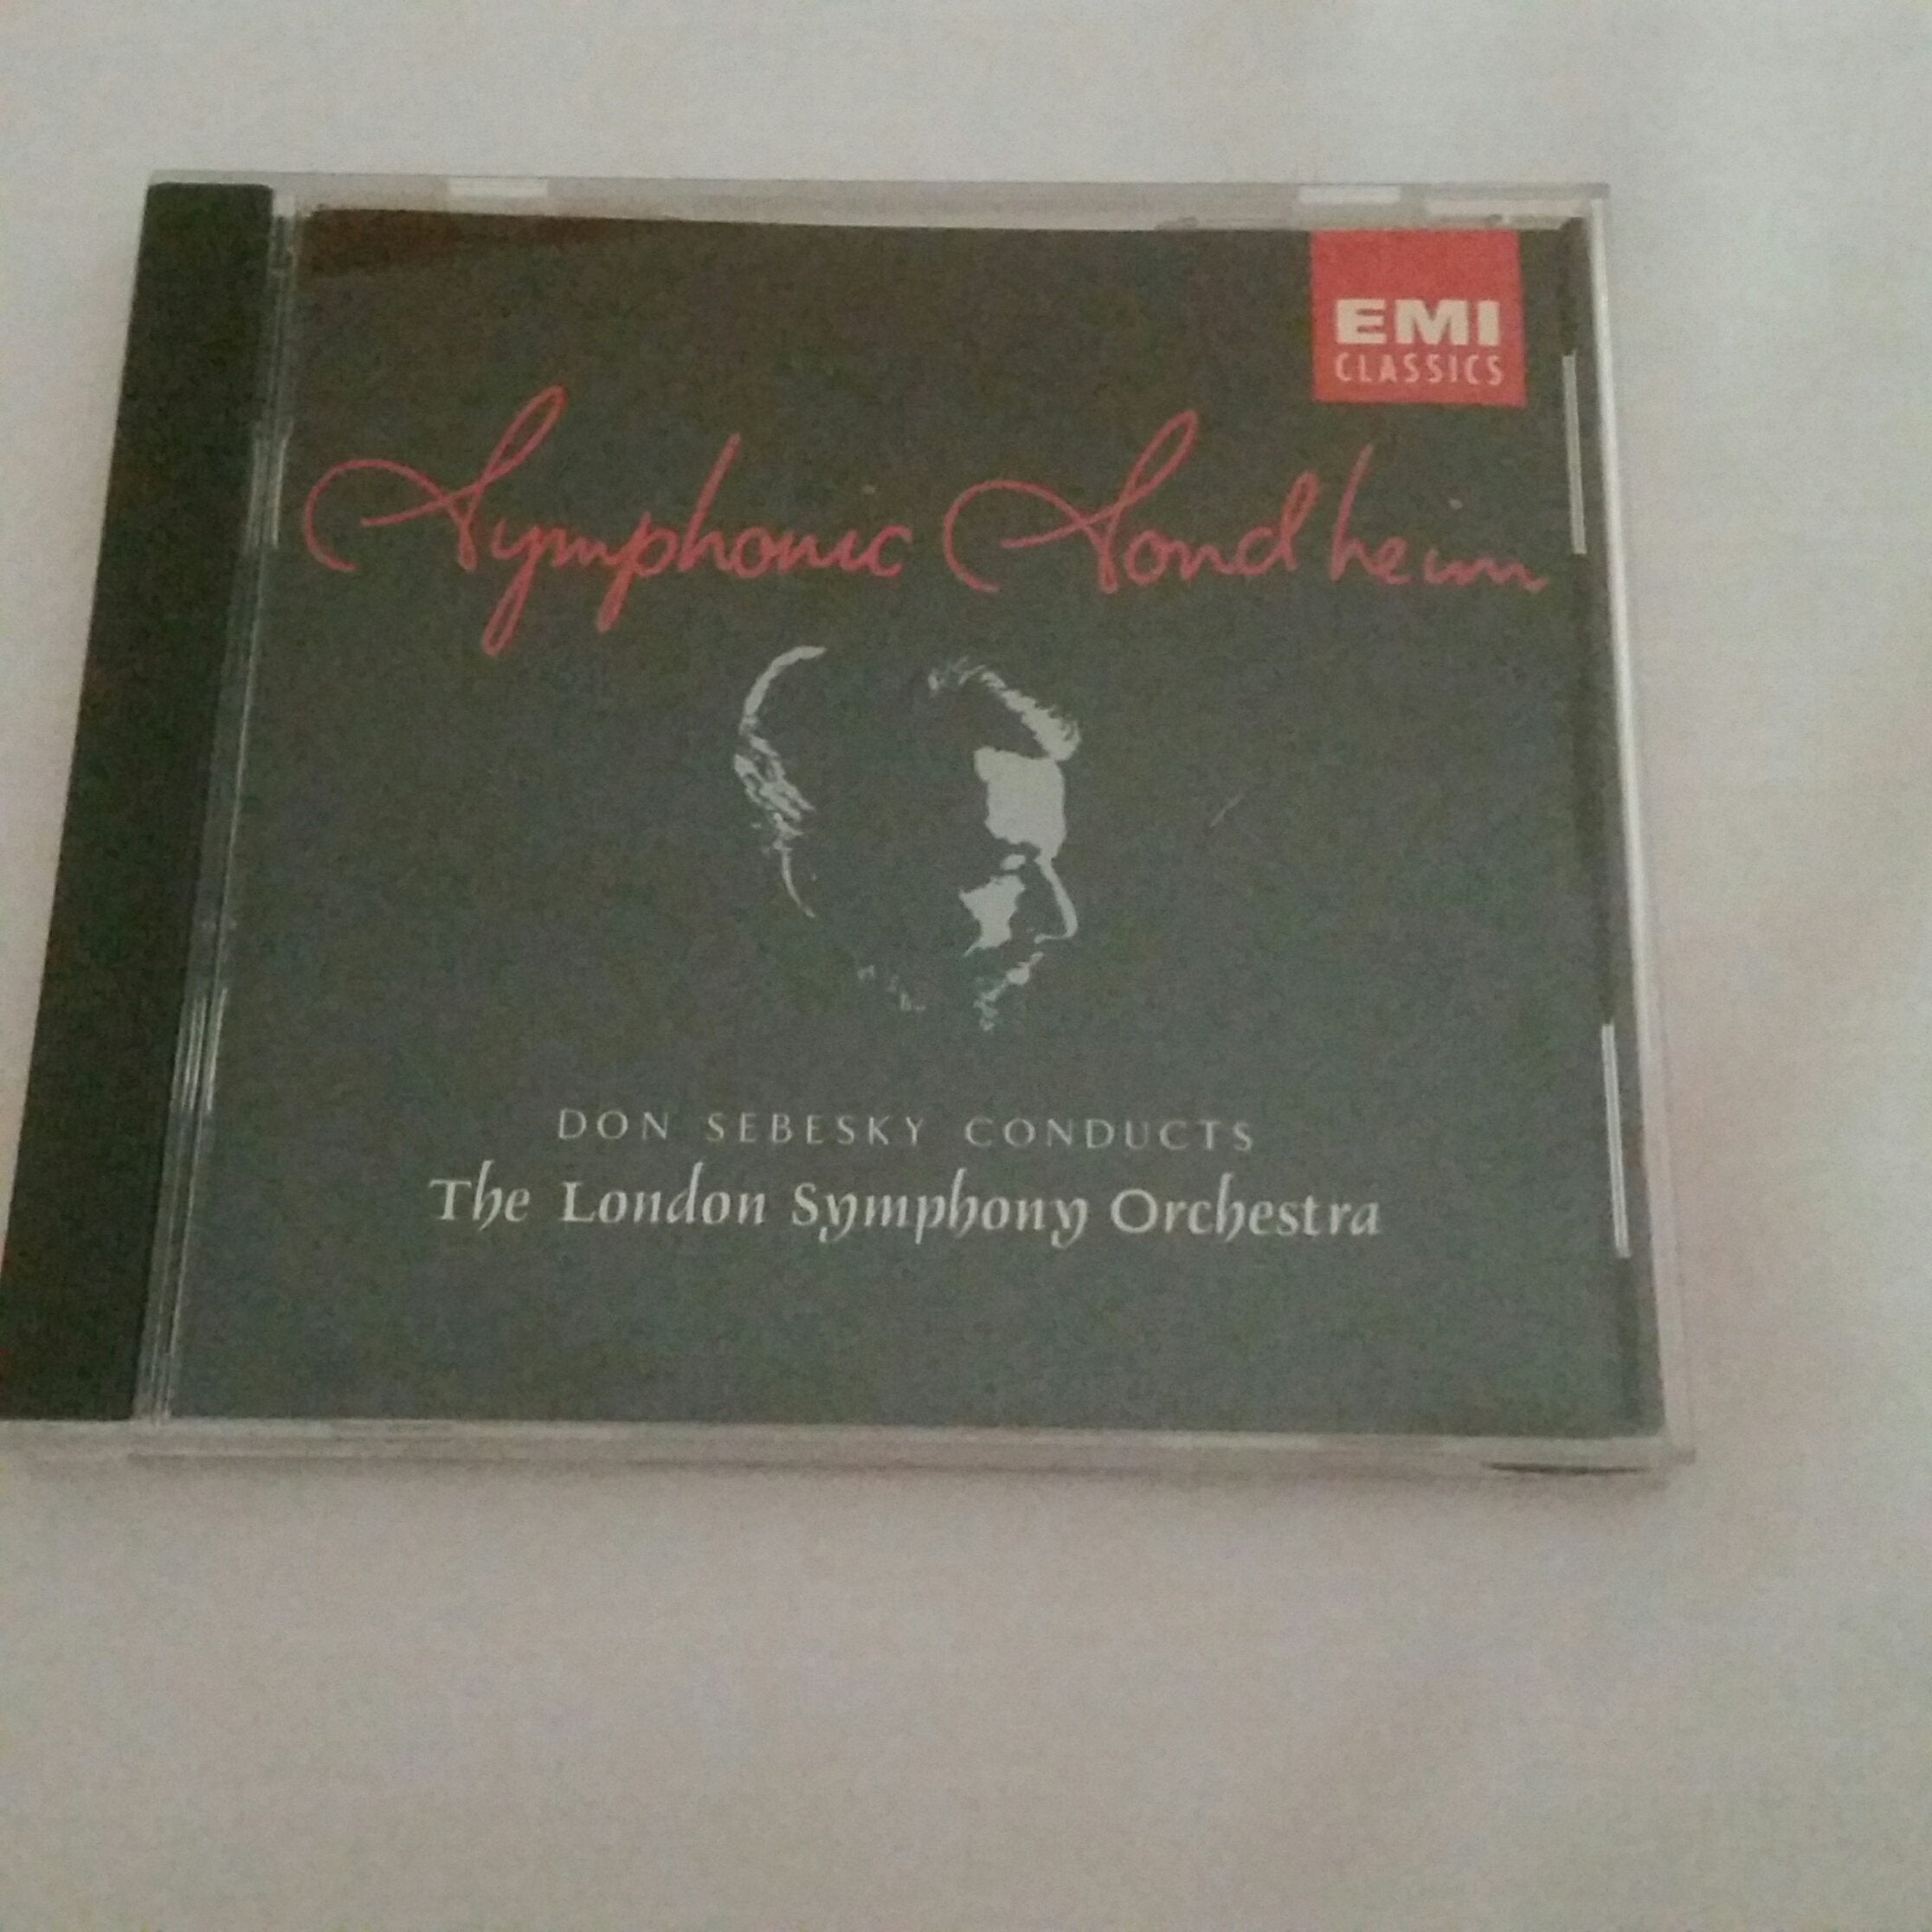 EMI
CLASSICS
Symphonic Sondheim
DON SEBESKY CONDUCTS
The London Symphony Orchestra